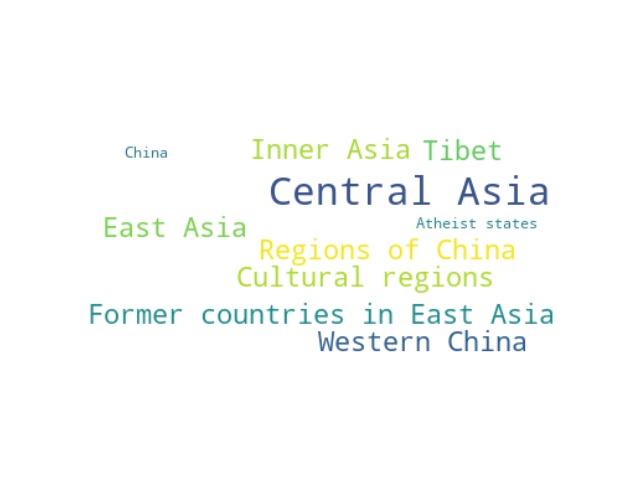 China
Inner Asia
Tibet
Central Asia
East Asia
Atheist states
Regions of China
Cultural regions
Former countries in East Asia
Western China